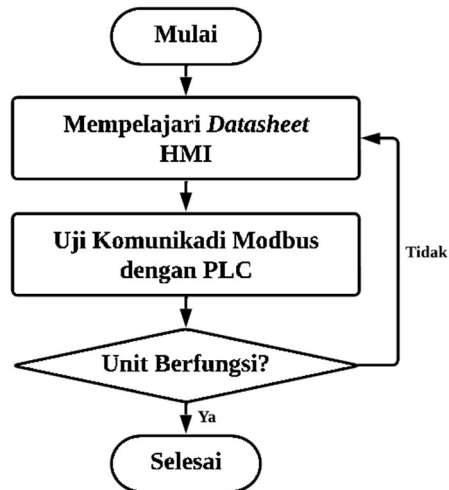 Mulai
Mempelajari Datasheet
HMI
Uji Komunikadi Modbus
dengan PLC
Tidak
Unit Berfungsi?
Ya
Selesai